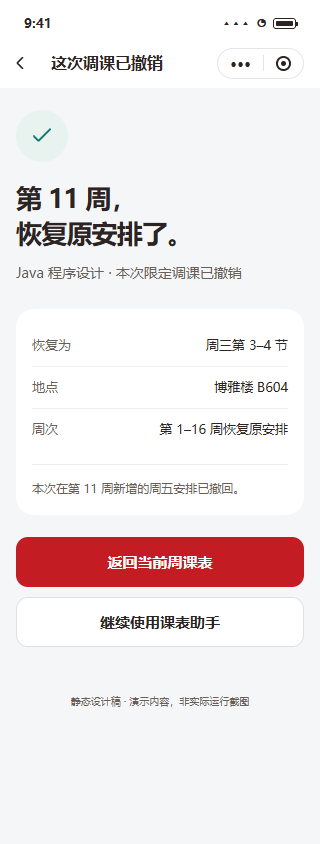 9:41
这次调课已撤销
第 11 周，
恢复原安排了。
Java 程序设计 · 本次限定调课已撤销
恢复为 周三第 3–4 节
地点 博雅楼 B604
周次 第 1–16 周恢复原安排
本次在第 11 周新增的周五安排已撤回。
返回当前周课表
继续使用课表助手
静态设计稿 · 演示内容，非实际运行截图